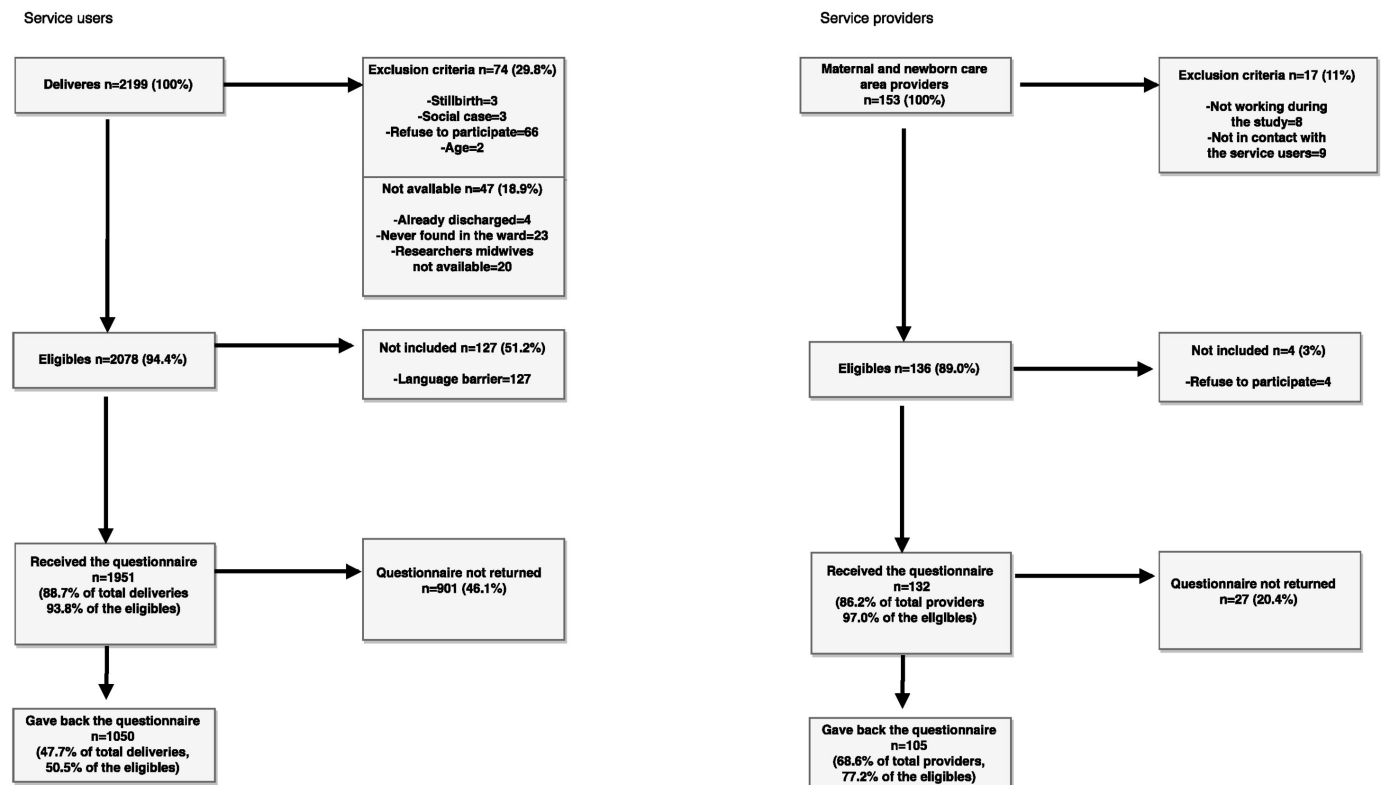 Service users
Deliveres n=2199 (100%)
Exclusion criteria n=74 (29.8%)
-Stillbirth=3
-Social case=3
-Refuse to participate=66
-Age=2
Not available n=47 (18.9%)
-Already discharged=4
-Never found in the ward=23
-Researchers midwives
not available=20
Eligibles n=2078 (94.4%)
Not included n=127 (51.2%)
-Language barrier=127
Received the questionnaire
n=1951
(88.7% of total deliveries
93.8% of the eligibles)
Questionnaire not returned
n=901 (46.1%)
Gave back the questionnaire
n=1050
(47.7% of total deliveries,
50.5% of the eligibles)
Service providers
Maternal and newborn care
area providers
n=153 (100%)
Exclusion criteria n=17 (11%)
-Not working during
the study=8
-Not in contact with
the service users=9
Eligibles n=136 (89.0%)
Not included n=4 (3%)
-Refuse to participate=4
Received the questionnaire
n=132
(86.2% of total providers
97.0% of the eligibles)
Questionnaire not returned
n=27 (20.4%)
Gave back the questionnaire
n=105
(68.6% of total providers,
77.2% of the eligibles)